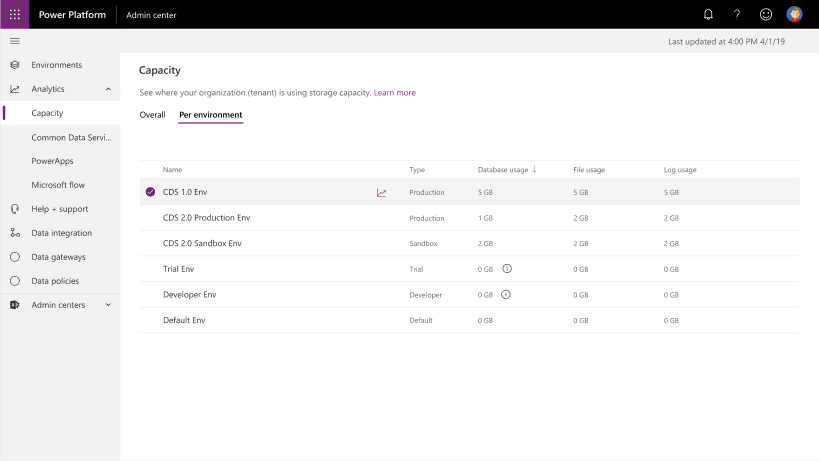 Power Platform Admin center
Last updated at 4:00 PM 4/1/19
Environments
Analytics
Capacity
Common Data Servi...
PowerApps
Microsoft flow
Help + support
Data integration
Data gateways
Data policies
Admin centers
Capacity
See where your organization (tenant) is using storage capacity. Learn more
Overall Per environment
Name Type Database usage ↓ File usage Log usage
CDS 1.0 Env Production 5 GB 5 GB 5 GB
CDS 2.0 Production Env Production 1 GB 2 GB 2 GB
CDS 2.0 Sandbox Env Sandbox 2 GB 2 GB 2 GB
Trial Env Trial 0 GB 0 GB 0 GB
Developer Env Developer 0 GB 0 GB 0 GB
Default Env Default 0 GB 0 GB 0 GB